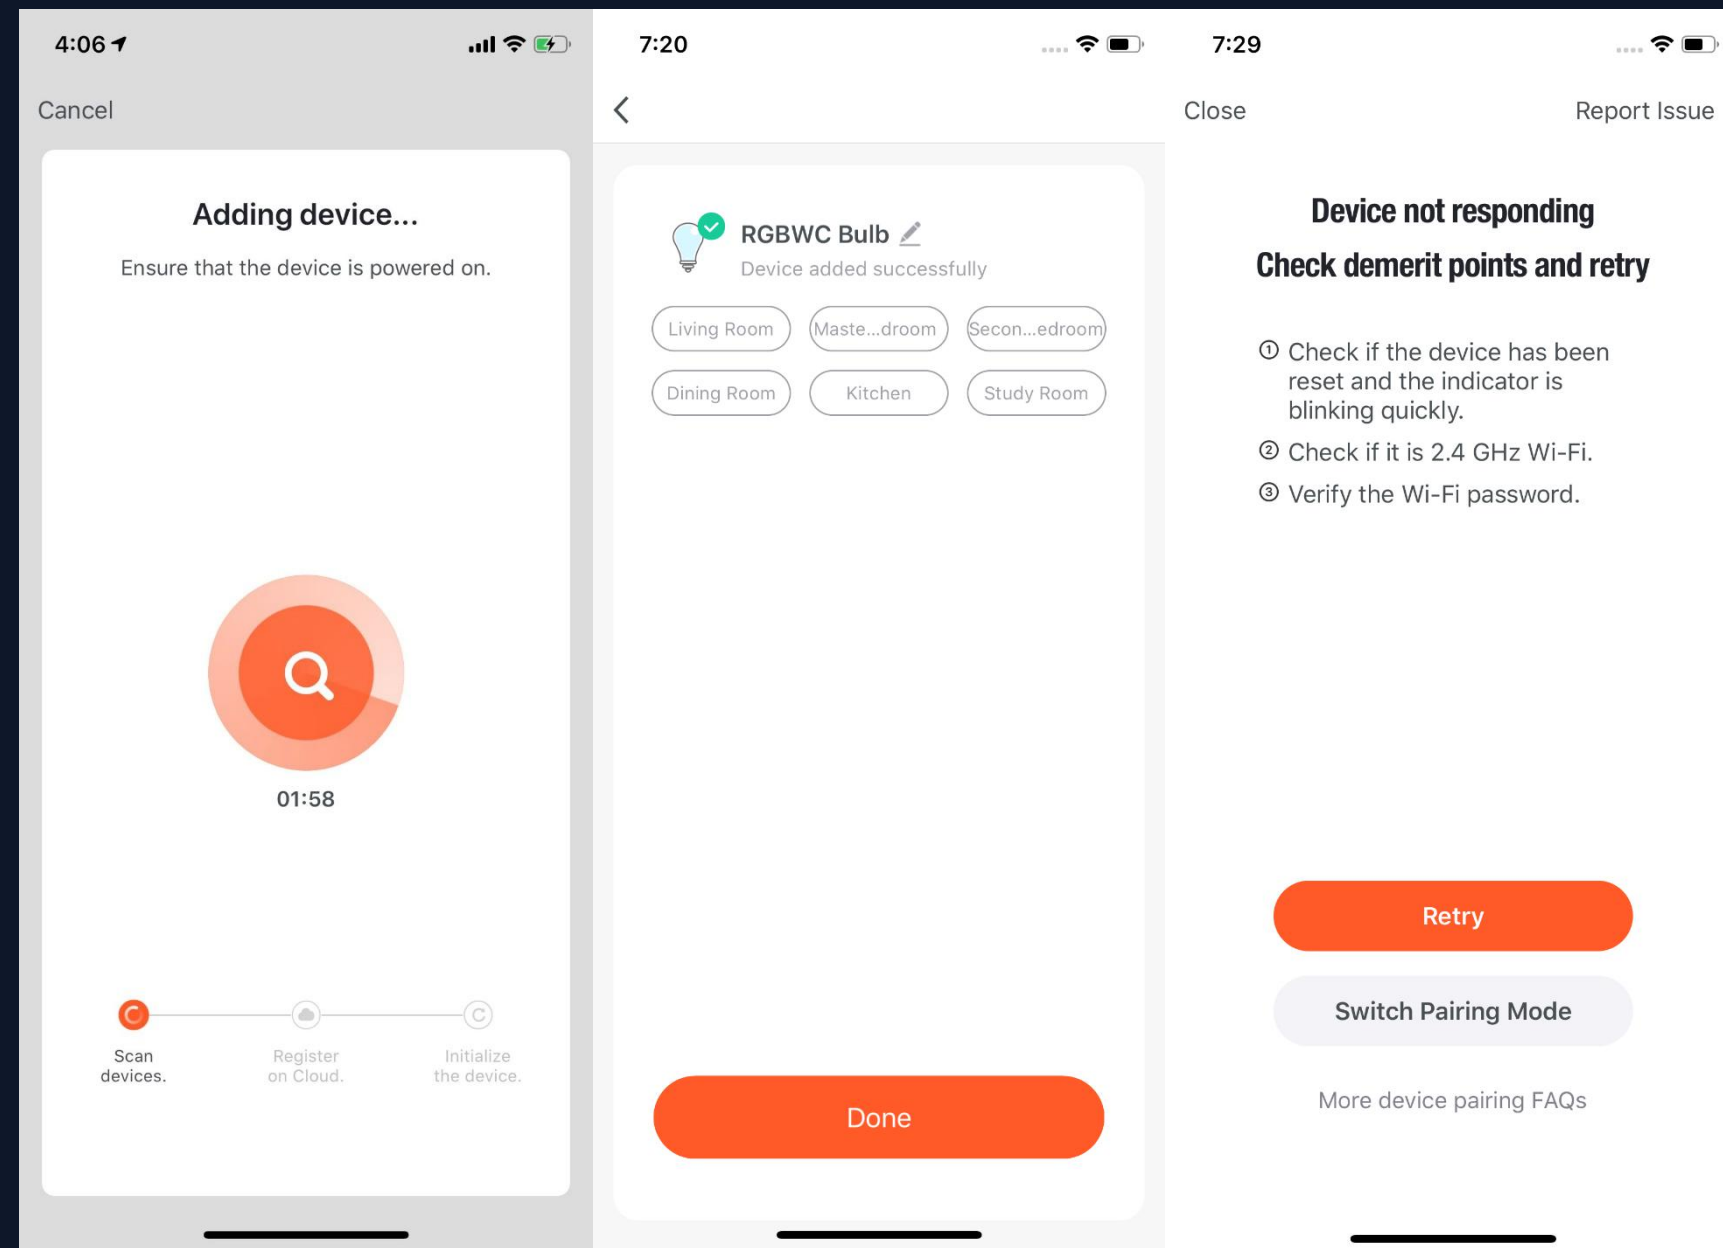 4:06
Cancel
Adding device...
Ensure that the device is powered on.
01:58
Scan
devices.
Register
on Cloud.
Initialize
the device.
7:20
RGBWC Bulb
Device added successfully
Living Room
Maste...droom
Secon...edroom
Dining Room
Kitchen
Study Room
Done
7:29
Close
Report Issue
Device not responding
Check demerit points and retry
① Check if the device has been
reset and the indicator is
blinking quickly.
② Check if it is 2.4 GHz Wi-Fi.
③ Verify the Wi-Fi password.
Retry
Switch Pairing Mode
More device pairing FAQs